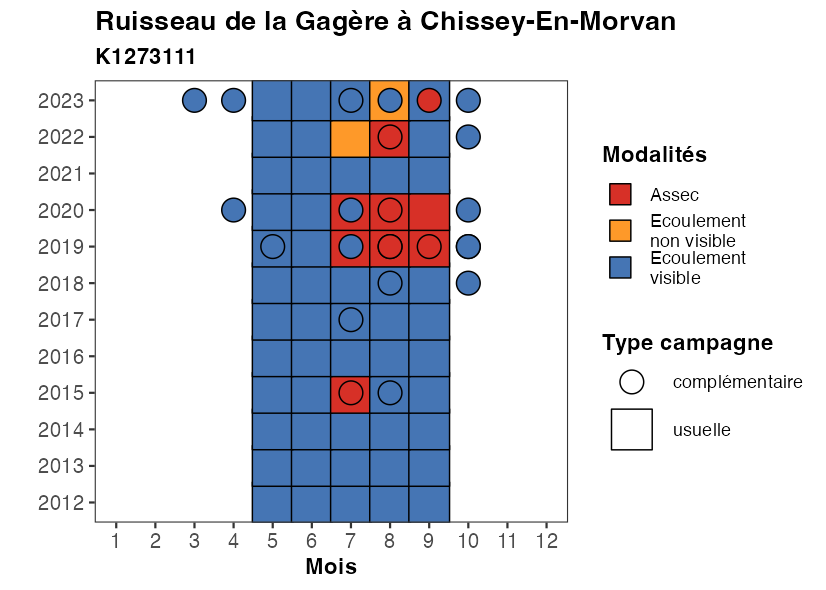 Ruisseau de la Gagère à Chissey-En-Morvan
K1273111
2023
2022
2021
2020
2019
2018
2017
2016
2015
2014
2013
2012
1 2 3 4 5 6 7 8 9 10 11 12
Mois
Modalités
Assec
Ecoulement
non visible
Ecoulement
visible
Type campagne
complémentaire
usuelle